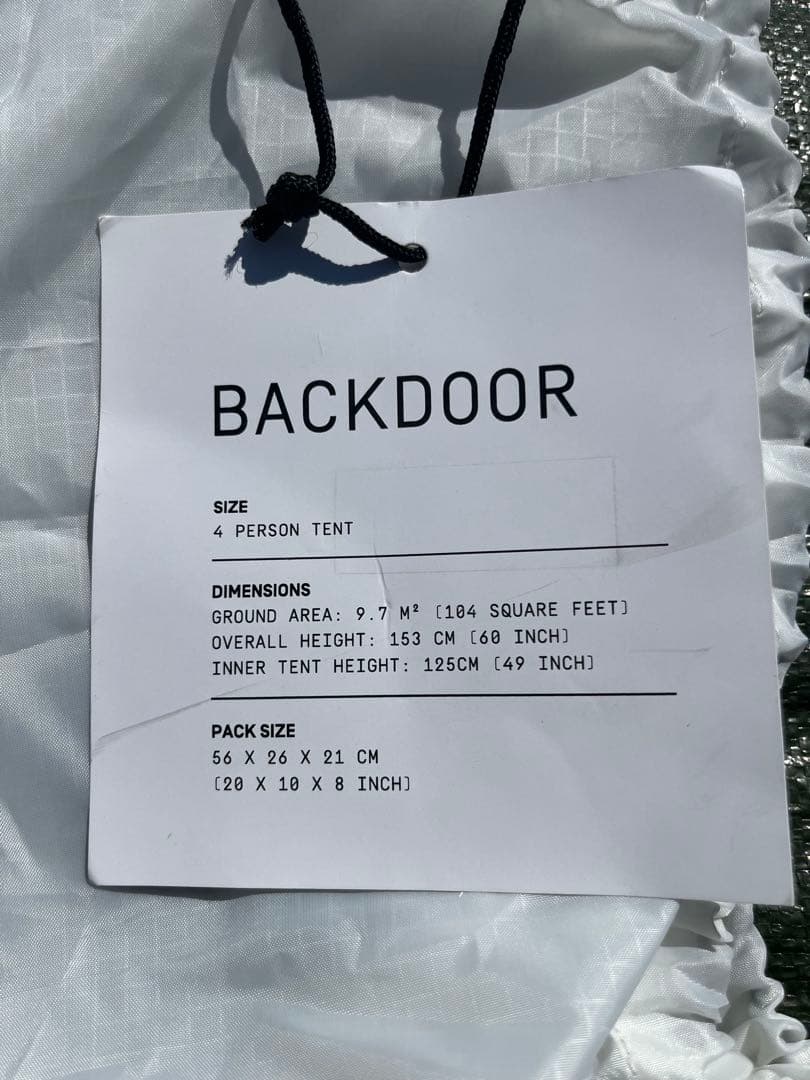 BACKDOOR
SIZE
4 PERSON TENT
DIMENSIONS
GROUND AREA: 9.7 M² [104 SQUARE FEET]
OVERALL HEIGHT: 153 CM [60 INCH]
INNER TENT HEIGHT: 125CM [49 INCH]
PACK SIZE
56 X 26 X 21 CM
[20 X 10 X 8 INCH]